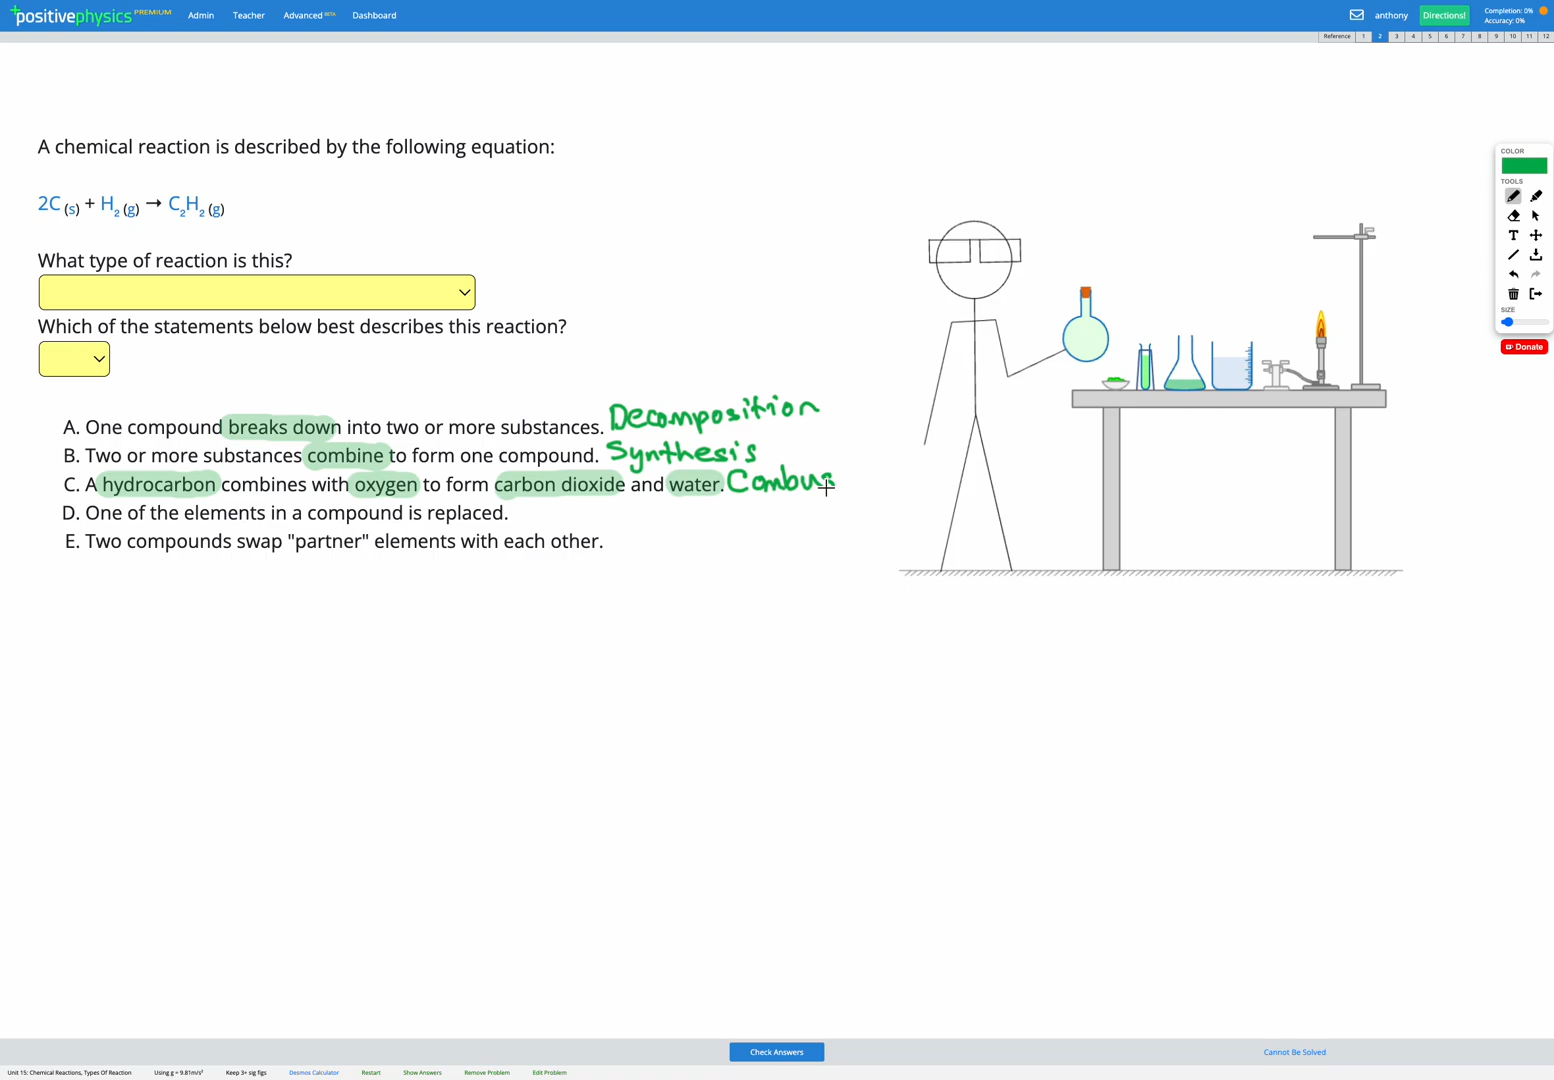 positivephysics PREMIUM Admin Teacher Advanced BETA Dashboard anthony Directions! Completion: 0%
Accuracy: 0%
Reference 1 2 3 4 5 6 7 8 9 10 11 12
A chemical reaction is described by the following equation:
2C (s) + H₂ (g) → C₂H₂ (g)
What type of reaction is this?
Which of the statements below best describes this reaction?
A. One compound breaks down into two or more substances. Decomposition
B. Two or more substances combine to form one compound. Synthesis
C. A hydrocarbon combines with oxygen to form carbon dioxide and water. Combus
D. One of the elements in a compound is replaced.
E. Two compounds swap "partner" elements with each other.
COLOR
TOOLS
T
SIZE
Donate
Check Answers Cannot Be Solved
Unit 15: Chemical Reactions, Types Of Reaction Using g = 9.81m/s² Keep 3+ sig figs Desmos Calculator Restart Show Answers Remove Problem Edit Problem